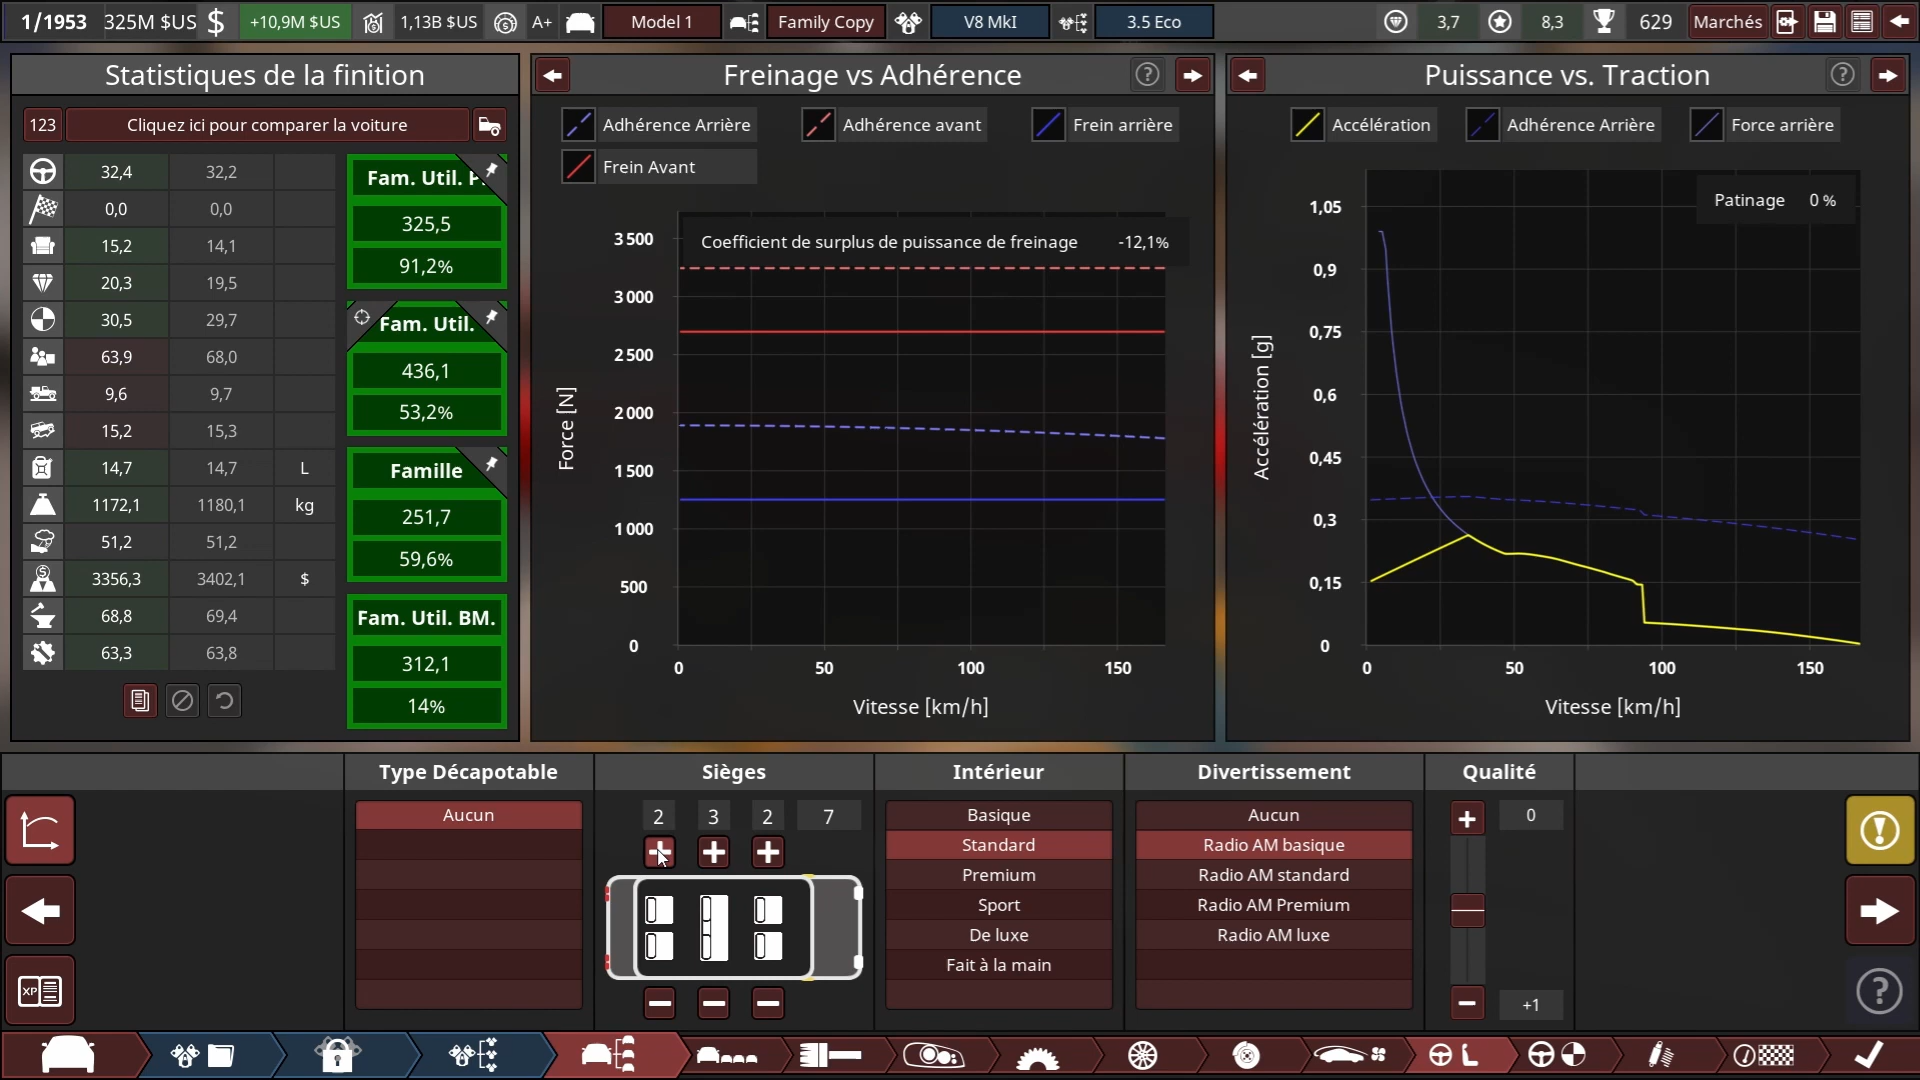 1/1953
325M $US
+10,9M $US
1,13B $US
A+
Model 1
Family Copy
V8 MkI
3.5 Eco
3,7
8,3
629
Marchés
Statistiques de la finition
123
Cliquez ici pour comparer la voiture
32,4 32,2
0,0 0,0
15,2 14,1
20,3 19,5
30,5 29,7
63,9 68,0
9,6 9,7
15,2 15,3
14,7 14,7 L
1172,1 1180,1 kg
51,2 51,2
3356,3 3402,1 $
68,8 69,4
63,3 63,8
Fam. Util. P.
325,5
91,2%
Fam. Util.
436,1
53,2%
Famille
251,7
59,6%
Fam. Util. BM.
312,1
14%
Freinage vs Adhérence
?
Adhérence Arrière
Adhérence avant
Frein arrière
Frein Avant
Coefficient de surplus de puissance de freinage -12,1%
3 500
3 000
2 500
2 000
1 500
1 000
500
0
Force [N]
0 50 100 150
Vitesse [km/h]
Puissance vs. Traction
?
Accélération
Adhérence Arrière
Force arrière
Patinage 0 %
1,05
0,9
0,75
0,6
0,45
0,3
0,15
0
Accélération [g]
0 50 100 150
Vitesse [km/h]
Type Décapotable
Aucun
Sièges
2 3 2 7
Intérieur
Basique
Standard
Premium
Sport
De luxe
Fait à la main
Divertissement
Aucun
Radio AM basique
Radio AM standard
Radio AM Premium
Radio AM luxe
Qualité
0
+1
XP
?